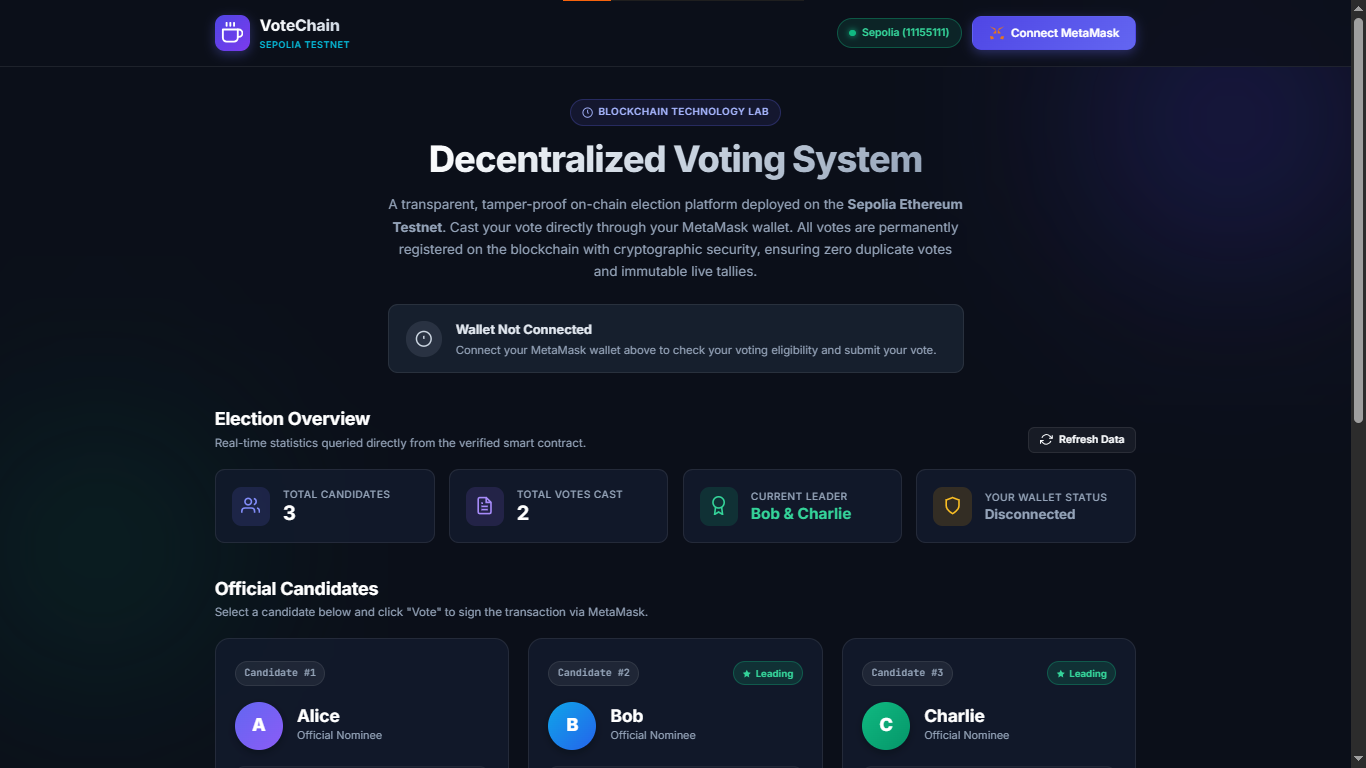 VoteChain
SEPOLIA TESTNET
Sepolia (11155111)
Connect MetaMask
BLOCKCHAIN TECHNOLOGY LAB
Decentralized Voting System
A transparent, tamper-proof on-chain election platform deployed on the Sepolia Ethereum
Testnet. Cast your vote directly through your MetaMask wallet. All votes are permanently
registered on the blockchain with cryptographic security, ensuring zero duplicate votes
and immutable live tallies.
Wallet Not Connected
Connect your MetaMask wallet above to check your voting eligibility and submit your vote.
Election Overview
Real-time statistics queried directly from the verified smart contract.
Refresh Data
TOTAL CANDIDATES
3
TOTAL VOTES CAST
2
CURRENT LEADER
Bob & Charlie
YOUR WALLET STATUS
Disconnected
Official Candidates
Select a candidate below and click "Vote" to sign the transaction via MetaMask.
Candidate #1
A
Alice
Official Nominee
Candidate #2
Leading
B
Bob
Official Nominee
Candidate #3
Leading
C
Charlie
Official Nominee